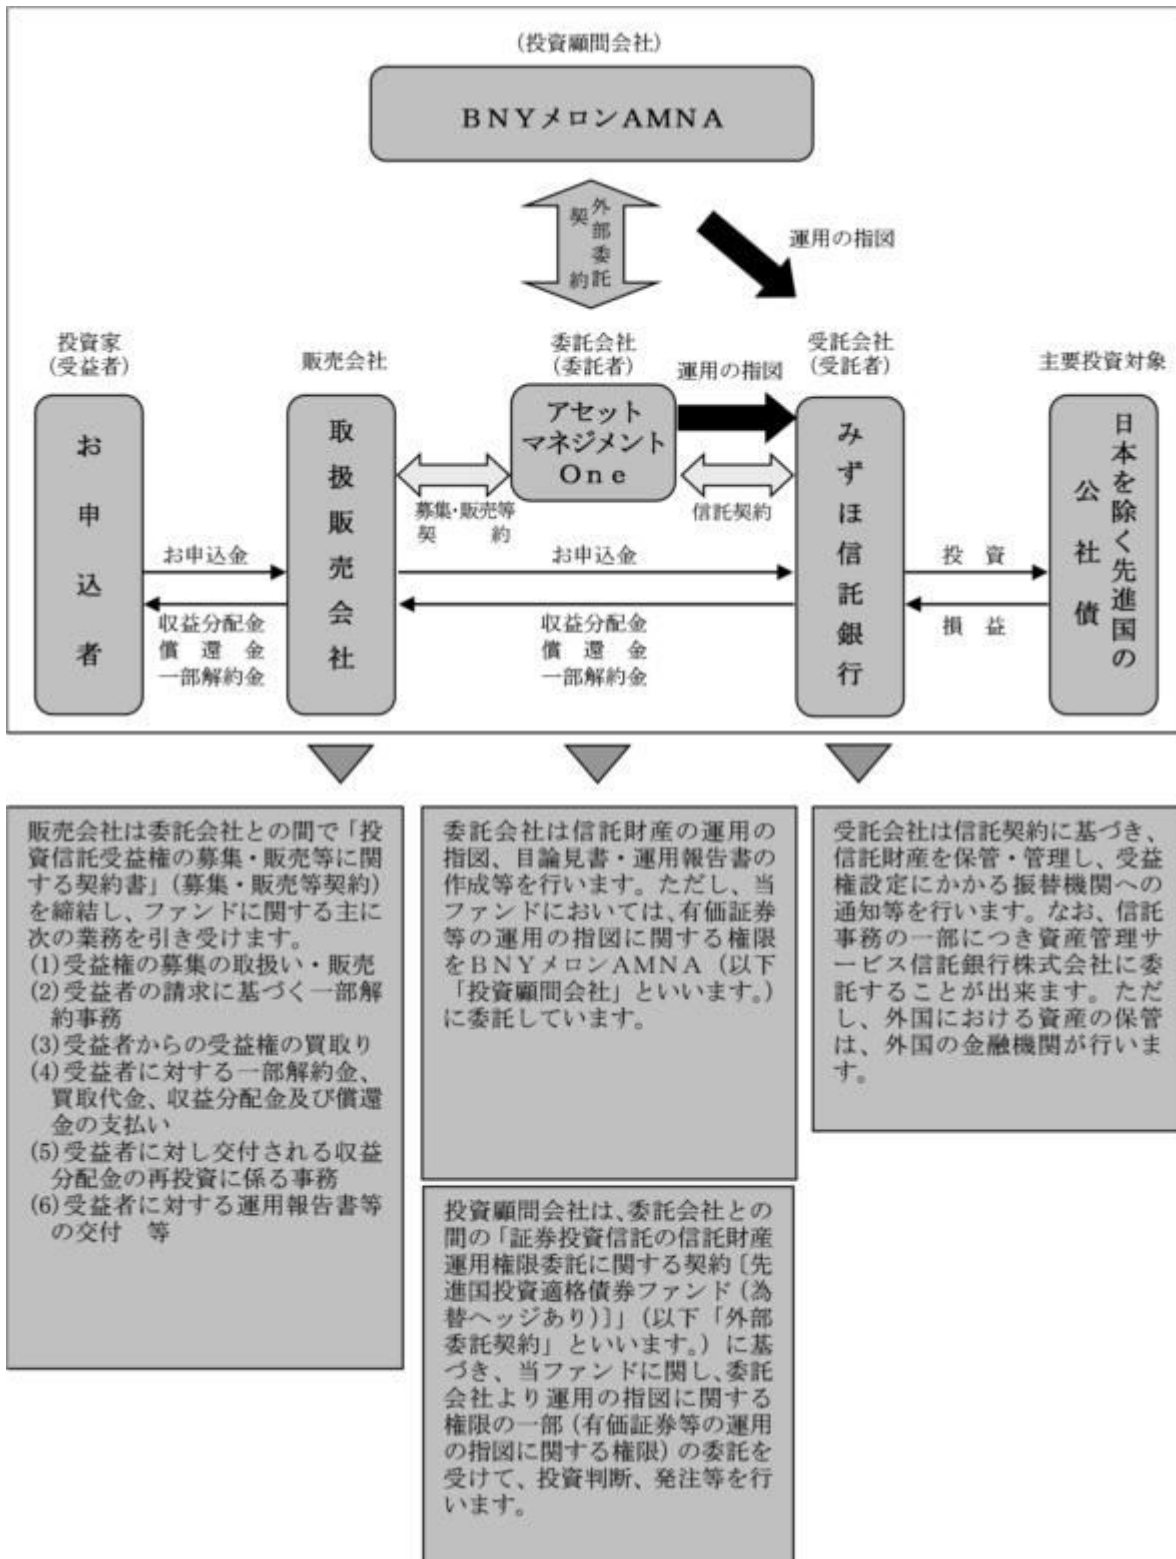 (投資顧問会社)
BNYメロンAMNA
外部委託
契約
運用の指図
投資家
(受益者)
販売会社
委託会社
(委託者)
運用の指図
受託会社
(受託者)
主要投資対象
お申込者
取扱販売会社
アセット
マネジメント
One
みずほ信託銀行
日本を除く先進国の
公社債
募集・販売等
契約
信託契約
お申込金
お申込金
投資
収益分配金
償還金
一部解約金
収益分配金
償還金
一部解約金
損益
販売会社は委託会社との間で「投
資信託受益権の募集・販売等に関
する契約書」(募集・販売等契約)
を締結し、ファンドに関する主に
次の業務を引き受けます。
(1)受益権の募集の取扱い・販売
(2)受益者の請求に基づく一部解
約事務
(3)受益者からの受益権の買取り
(4)受益者に対する一部解約金、
買取代金、収益分配金及び償還
金の支払い
(5)受益者に対し交付される収益
分配金の再投資に係る事務
(6)受益者に対する運用報告書等
の交付 等
委託会社は信託財産の運用の
指図、目論見書・運用報告書の
作成等を行います。ただし、当
ファンドにおいては、有価証券
等の運用の指図に関する権限
をBNYメロンAMNA(以下
「投資顧問会社」といいます。)
に委託しています。
投資顧問会社は、委託会社との
間の「証券投資信託の信託財産
運用権限委託に関する契約[先
進国投資適格債券ファンド(為
替ヘッジあり)]」(以下「外部
委託契約」といいます。)に基
づき、当ファンドに関し、委託
会社より運用の指図に関する
権限の一部(有価証券等の運用
の指図に関する権限)の委託を
受けて、投資判断、発注等を行
います。
受託会社は信託契約に基づき、
信託財産を保管・管理し、受益
権設定にかかる振替機関への
通知等を行います。なお、信託
事務の一部につき資産管理サ
ービス信託銀行株式会社に委
託することが出来ます。ただ
し、外国における資産の保管
は、外国の金融機関が行いま
す。